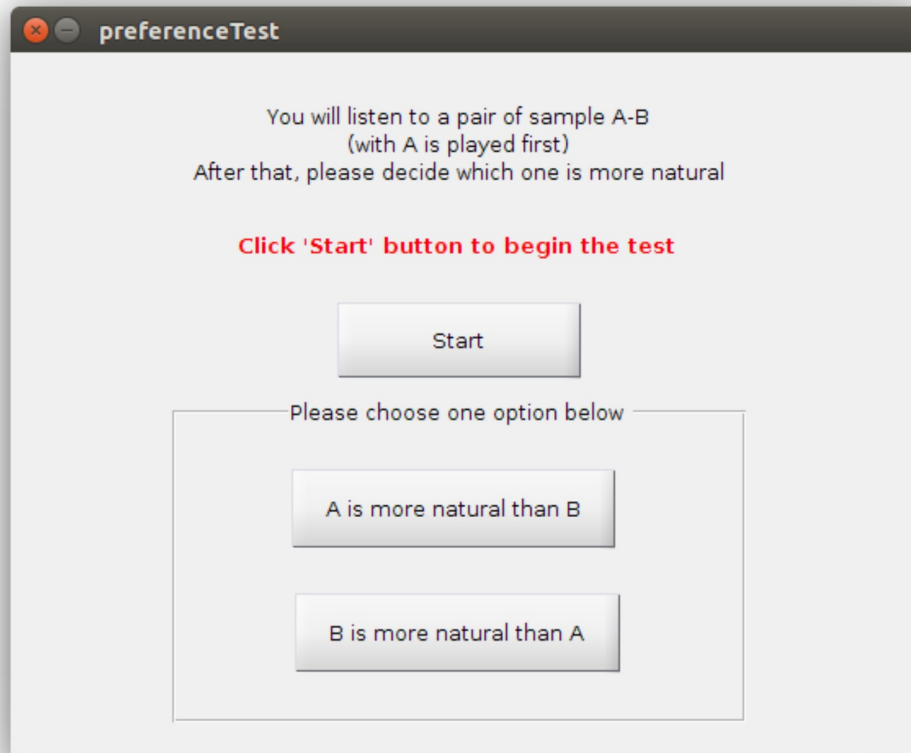 preferenceTest
You will listen to a pair of sample A-B
(with A is played first)
After that, please decide which one is more natural
Click 'Start' button to begin the test
Start
Please choose one option below
A is more natural than B
B is more natural than A